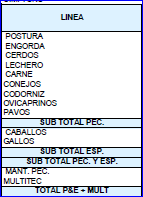 LINEA
POSTURA
ENGORDA
CERDOS
LECHERO
CARNE
CONEJOS
CODORNIZ
OVICAPRINOS
PAVOS
SUB TOTAL PEC.
CABALLOS
GALLOS
SUB TOTAL ESP.
SUB TOTAL PEC. Y ESP.
MANT. PEC.
MULTITEC
TOTAL P&E + MULT